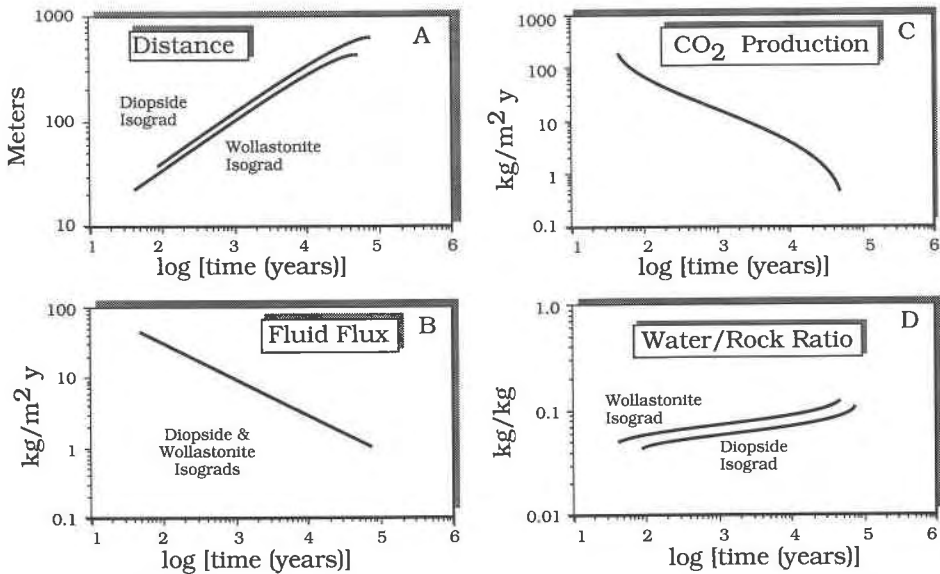 1000
100
10
Meters
Distance
A
Diopside
Isograd
Wollastonite
Isograd
1 2 3 4 5 6
log [time (years)]
1000
100
10
1
0.1
kg/m2 y
CO2 Production
C
1 2 3 4 5 6
log [time (years)]
100
10
1
0.1
kg/m2 y
Fluid Flux
B
Diopside &
Wollastonite
Isograds
1 2 3 4 5 6
log [time (years)]
1.0
0.1
0.01
kg/kg
D
Water/Rock Ratio
Wollastonite
Isograd
Diopside
Isograd
1 2 3 4 5 6
log [time (years)]